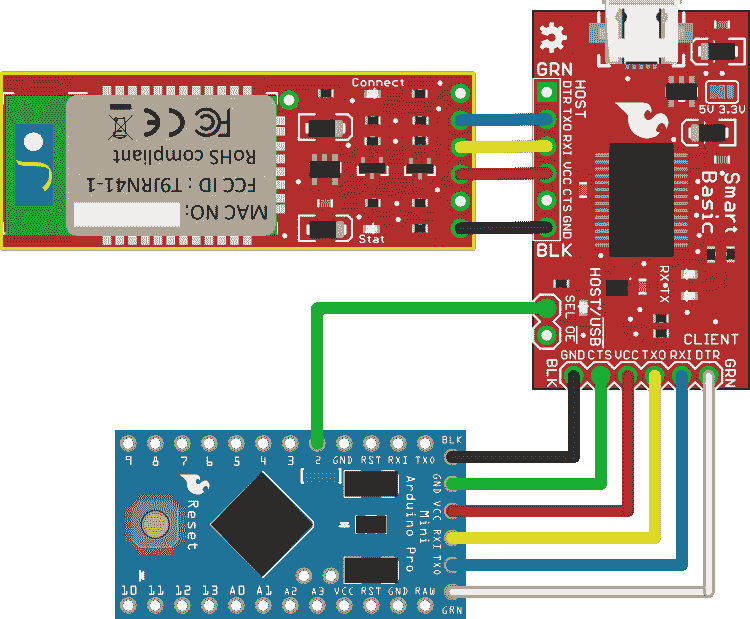 Connect
Stat
MAC NO:
FCC ID : T9IRN41-1
RoHS compliant
FC CE
GRN
HOST
DTR
TXO
RXI
VCC
CTS
GND
BLK
5V 3.3V
Smart
Basic
RX TX
HOST/USB
SEL OE
CLIENT
GND CTS VCC TXO RXI DTR
BLK
GRN
9 8 7 6 5 4 3 2 GND RST RXI TXO
BLK
GND
VCC
RXI
TXO
GRN
Reset
Arduino Pro
Mini
10 11 12 13 A0 A1 A2 A3 VCC RST GND RAW